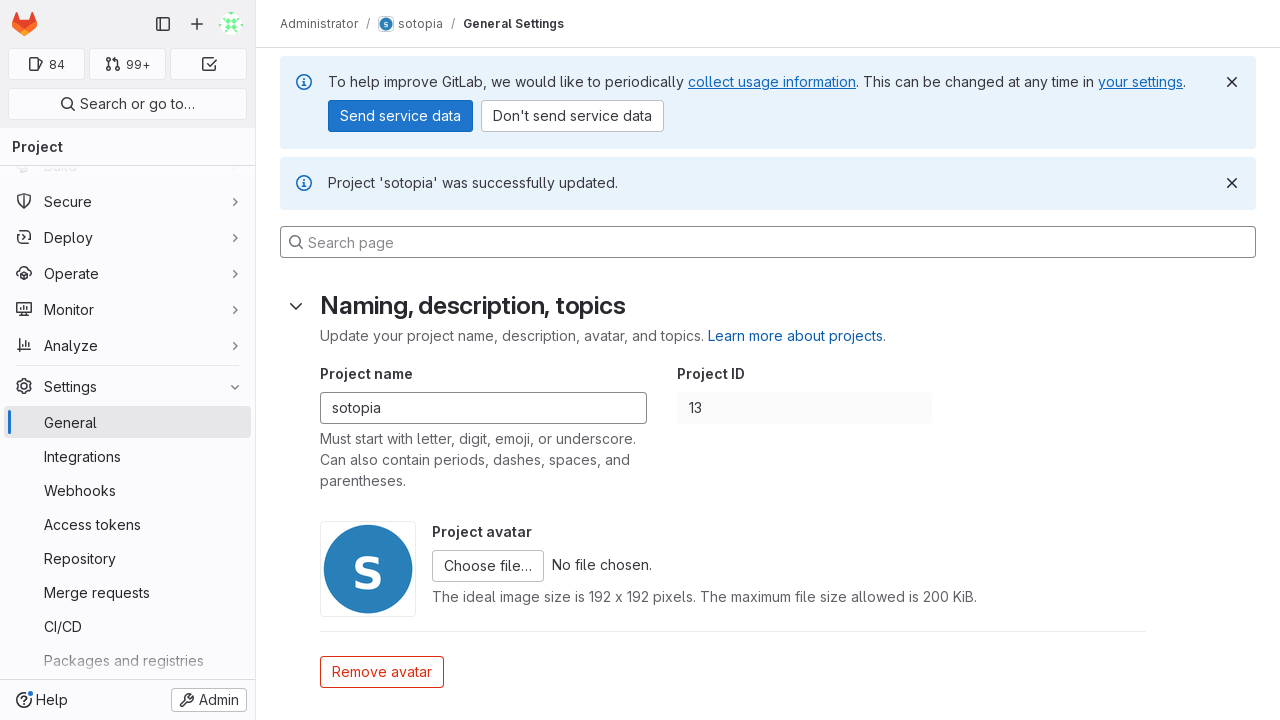 Administrator / sotopia / General Settings
84
99+
Search or go to…
Project
Build
Secure
Deploy
Operate
Monitor
Analyze
Settings
General
Integrations
Webhooks
Access tokens
Repository
Merge requests
CI/CD
Packages and registries
Help
Admin
To help improve GitLab, we would like to periodically collect usage information. This can be changed at any time in your settings.
Send service data
Don't send service data
Project 'sotopia' was successfully updated.
Search page
Naming, description, topics
Update your project name, description, avatar, and topics. Learn more about projects.
Project name
Project ID
sotopia
13
Must start with letter, digit, emoji, or underscore.
Can also contain periods, dashes, spaces, and
parentheses.
S
Project avatar
Choose file…
No file chosen.
The ideal image size is 192 x 192 pixels. The maximum file size allowed is 200 KiB.
Remove avatar